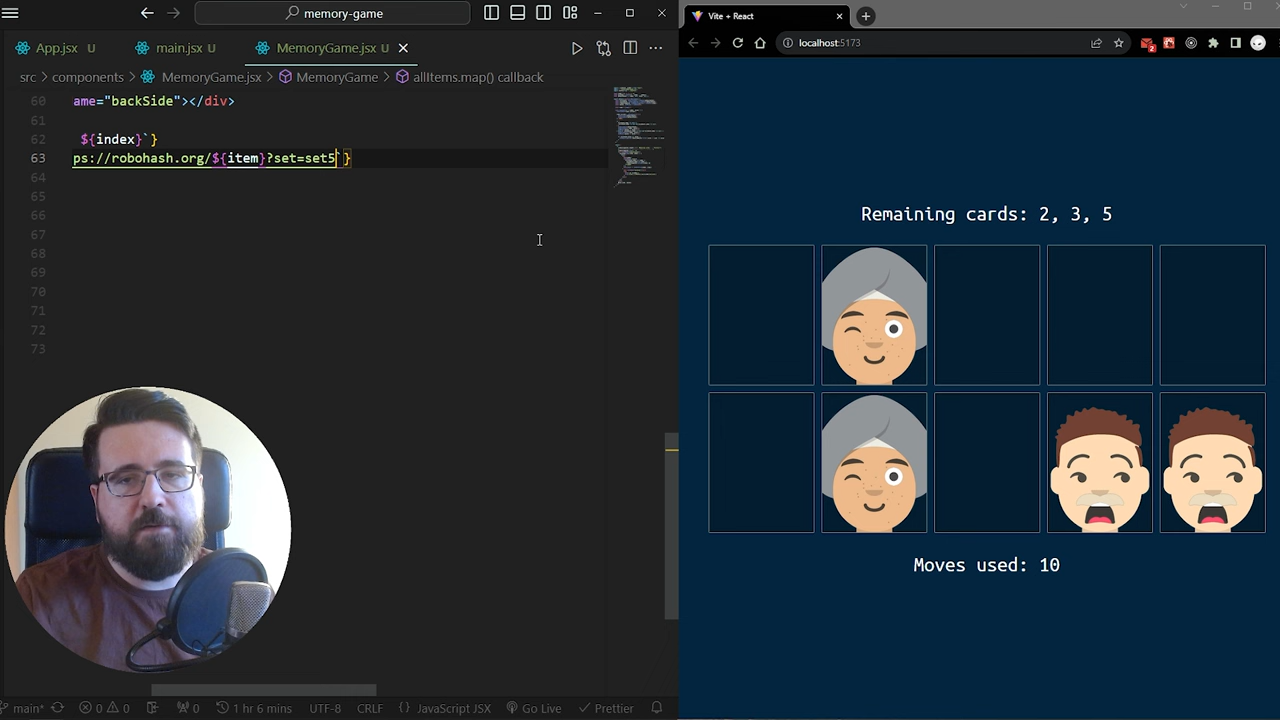 memory-game
App.jsx U
main.jsx U
MemoryGame.jsx U
src > components > MemoryGame.jsx > MemoryGame > allItems.map() callback
60 ame="backSide"></div>
61
62 ${index}`}
63 ps://robohash.org/${item}?set=set5`}
64
65
66
67
68
69
70
71
72
73
main*
0 0
0
1 hr 6 mins
UTF-8
CRLF
{} JavaScript JSX
Go Live
Prettier
Vite + React
localhost:5173
2
Remaining cards: 2, 3, 5
Moves used: 10